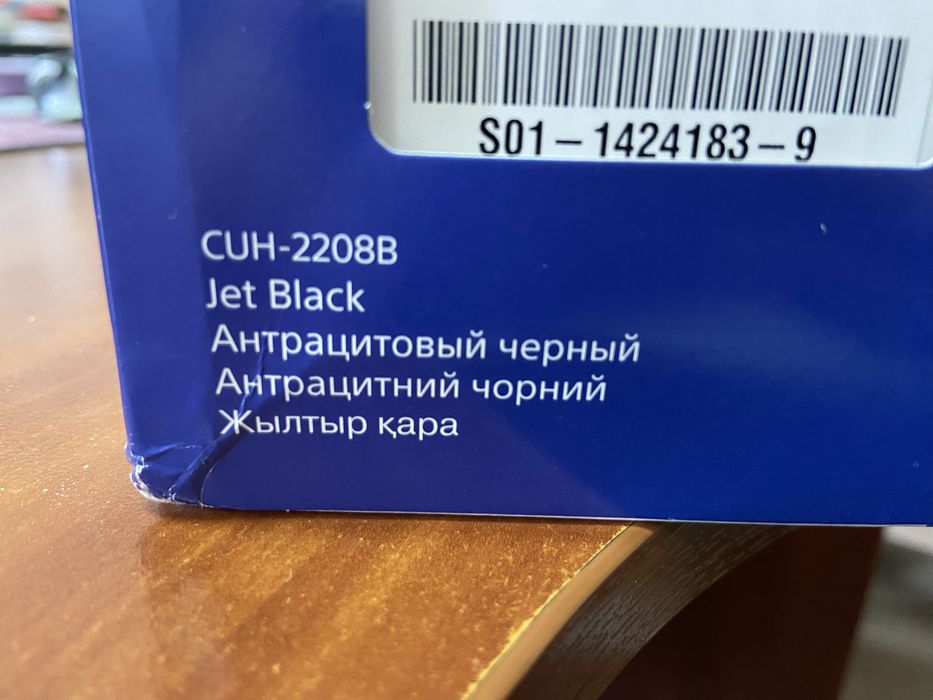 S01-1424183-9
CUH-2208B
Jet Black
Антрацитовый черный
Антрацитний чорний
Жылтыр қара